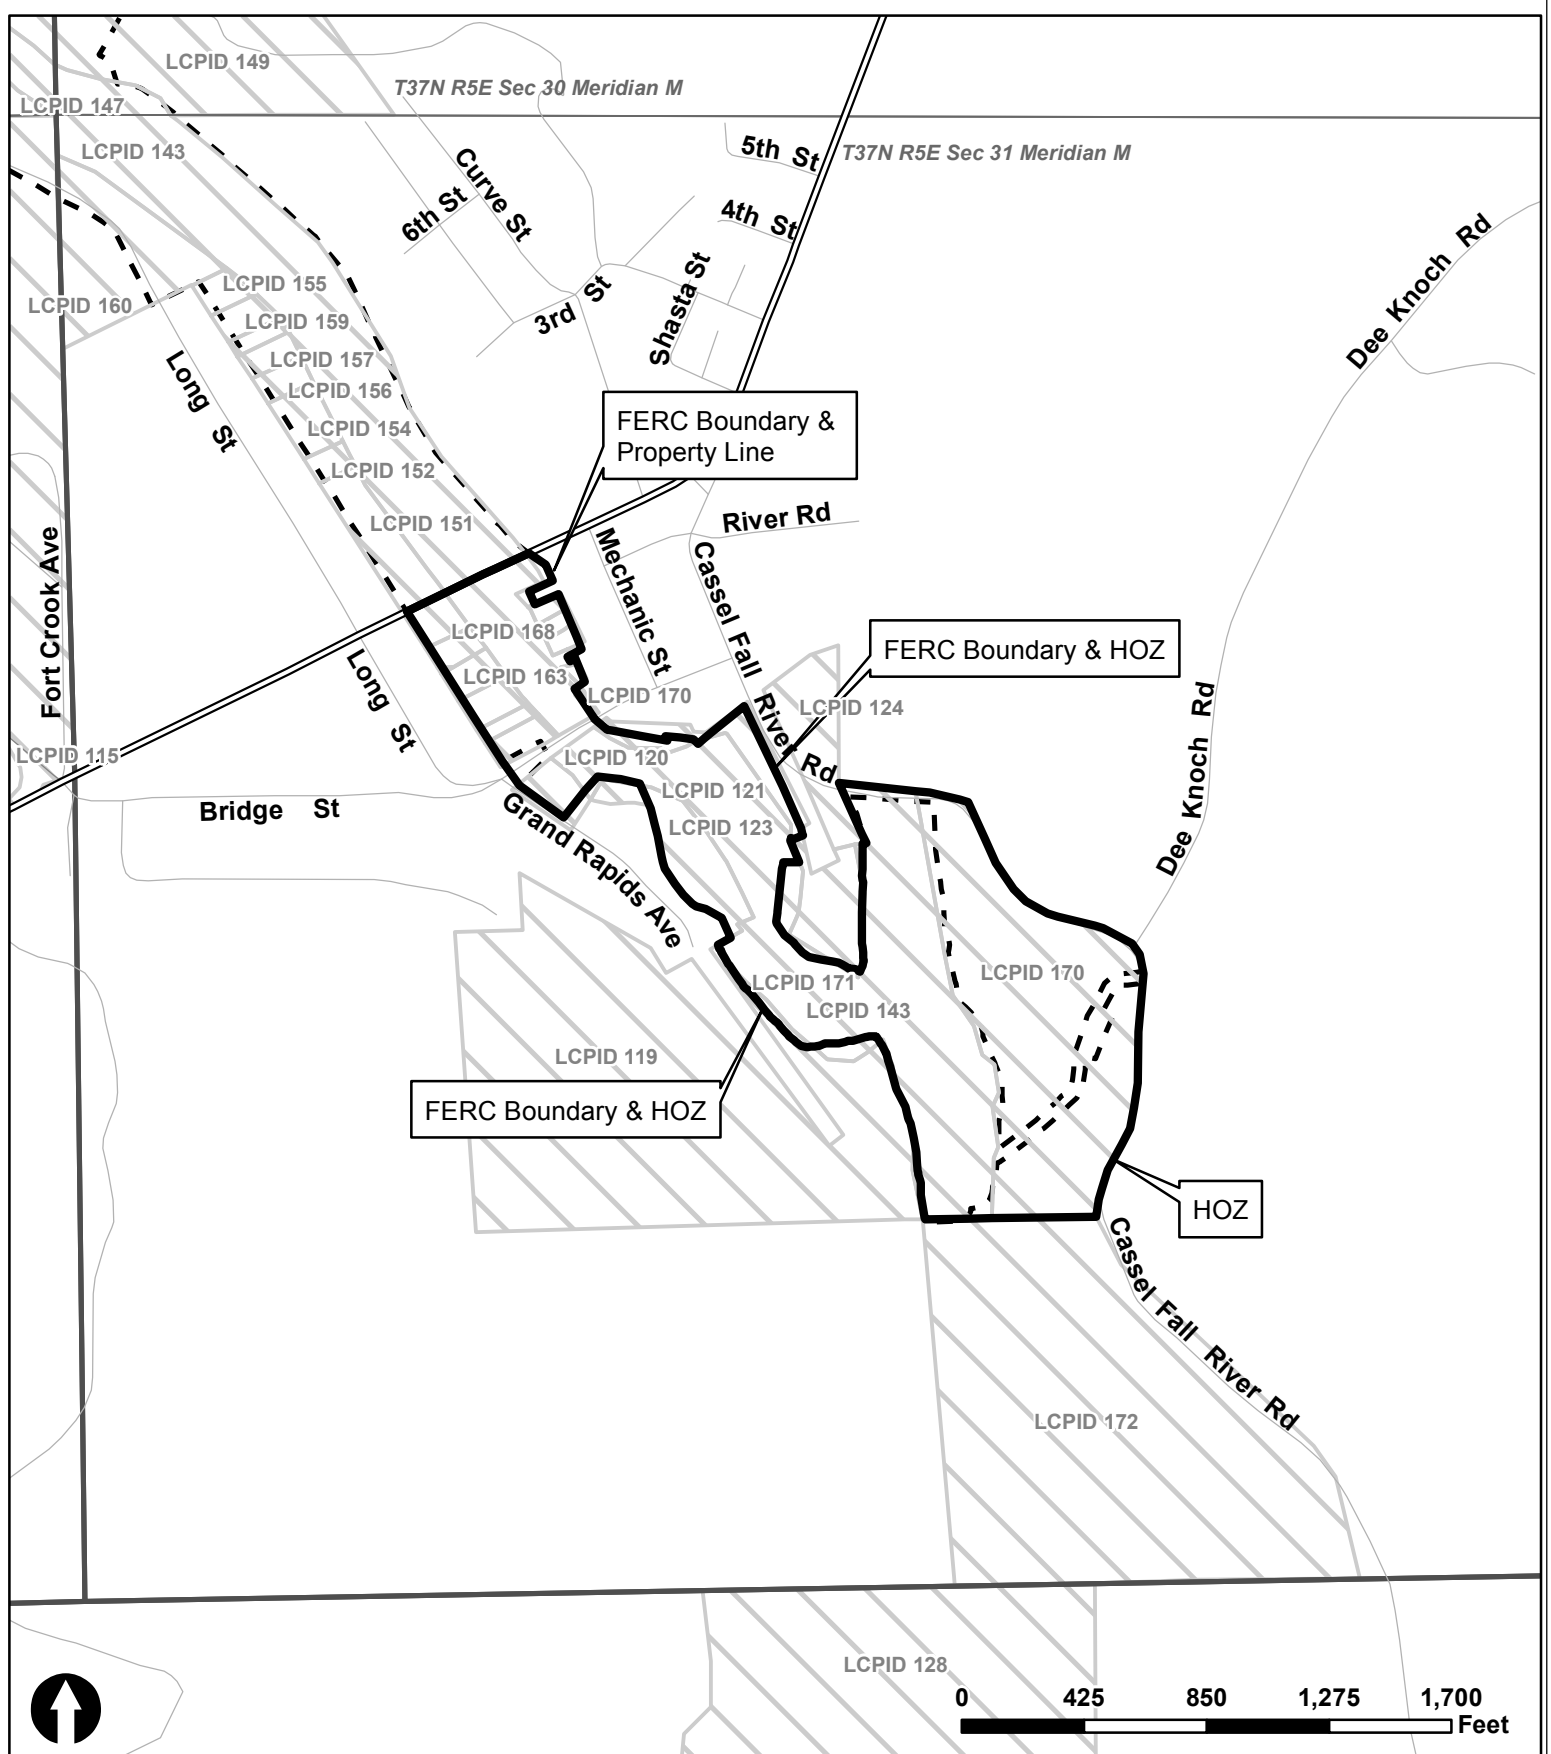 LCPID 149
T37N R5E Sec 30 Meridian M
LCPID 147
LCPID 143
5th St
T37N R5E Sec 31 Meridian M
Curve St
6th St
4th St
Dee Knoch Rd
Shasta St
LCPID 155
3rd St
LCPID 160
LCPID 159
LCPID 157
Long St
LCPID 156
LCPID 154
FERC Boundary &
Property Line
LCPID 152
LCPID 151
River Rd
Fort Crook Ave
Mechanic St
Cassel Fall River Rd
LCPID 168
FERC Boundary & HOZ
LCPID 163
Long St
LCPID 170
LCPID 124
Dee Knoch Rd
LCPID 115
LCPID 120
LCPID 121
Bridge St
Grand Rapids Ave
LCPID 123
LCPID 170
LCPID 171
LCPID 143
LCPID 119
FERC Boundary & HOZ
HOZ
Cassel Fall River Rd
LCPID 172
LCPID 128
0 425 850 1,275 1,700
Feet